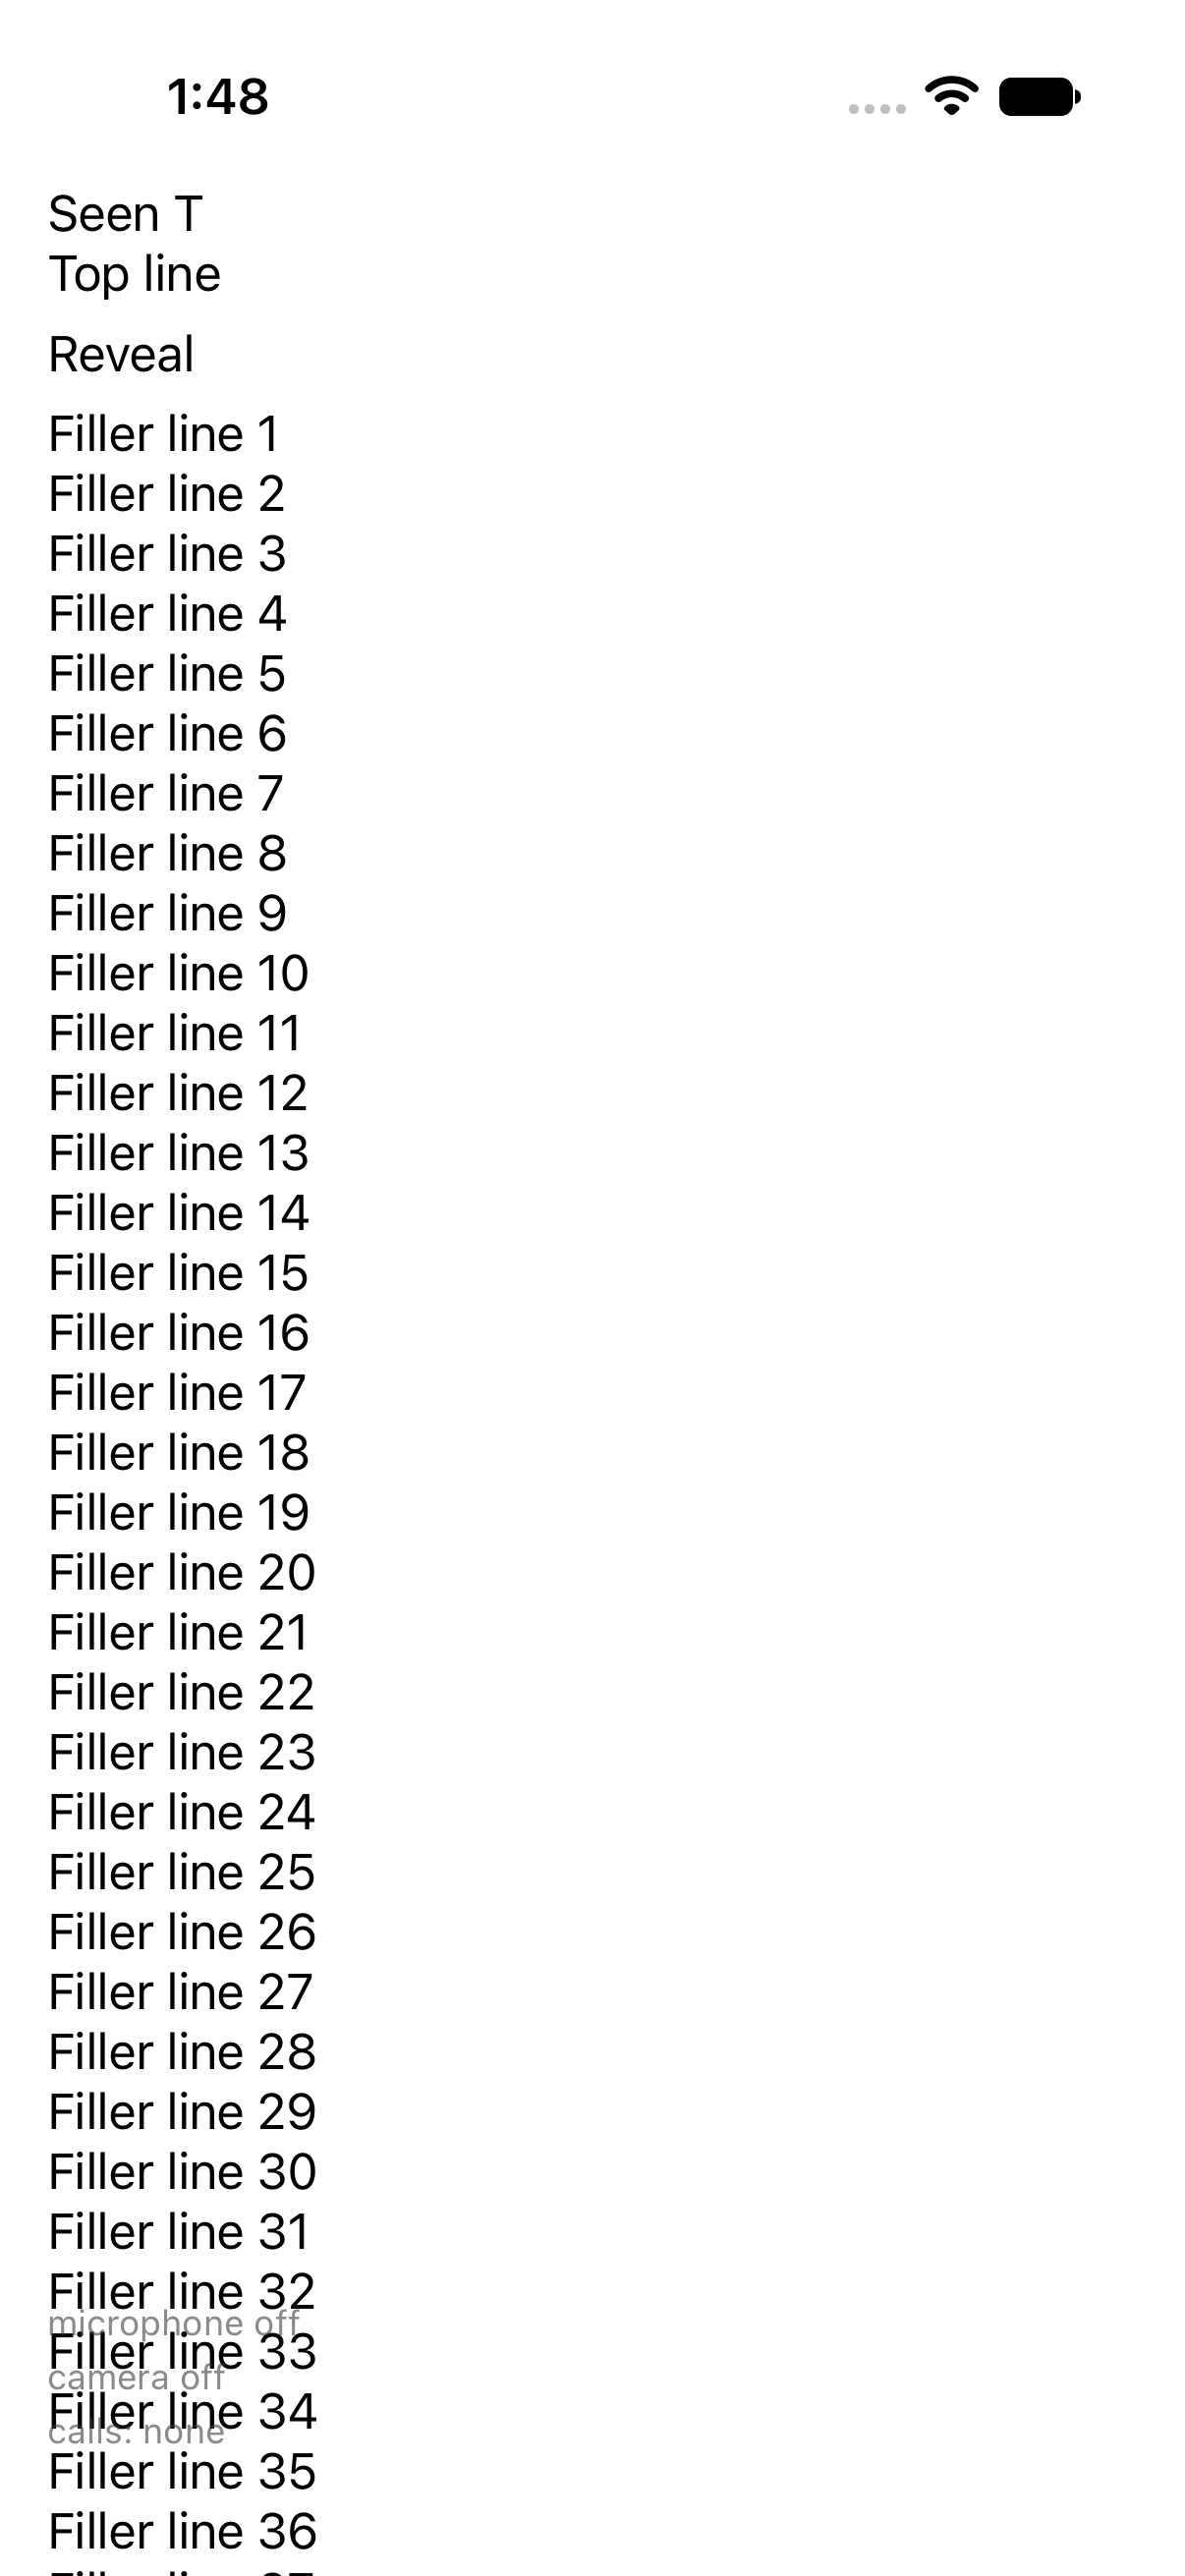 1:48
Seen T
Top line
Reveal
Filler line 1
Filler line 2
Filler line 3
Filler line 4
Filler line 5
Filler line 6
Filler line 7
Filler line 8
Filler line 9
Filler line 10
Filler line 11
Filler line 12
Filler line 13
Filler line 14
Filler line 15
Filler line 16
Filler line 17
Filler line 18
Filler line 19
Filler line 20
Filler line 21
Filler line 22
Filler line 23
Filler line 24
Filler line 25
Filler line 26
Filler line 27
Filler line 28
Filler line 29
Filler line 30
Filler line 31
Filler line 32
microphone off
Filler line 33
camera off
Filler line 34
calls: none
Filler line 35
Filler line 36